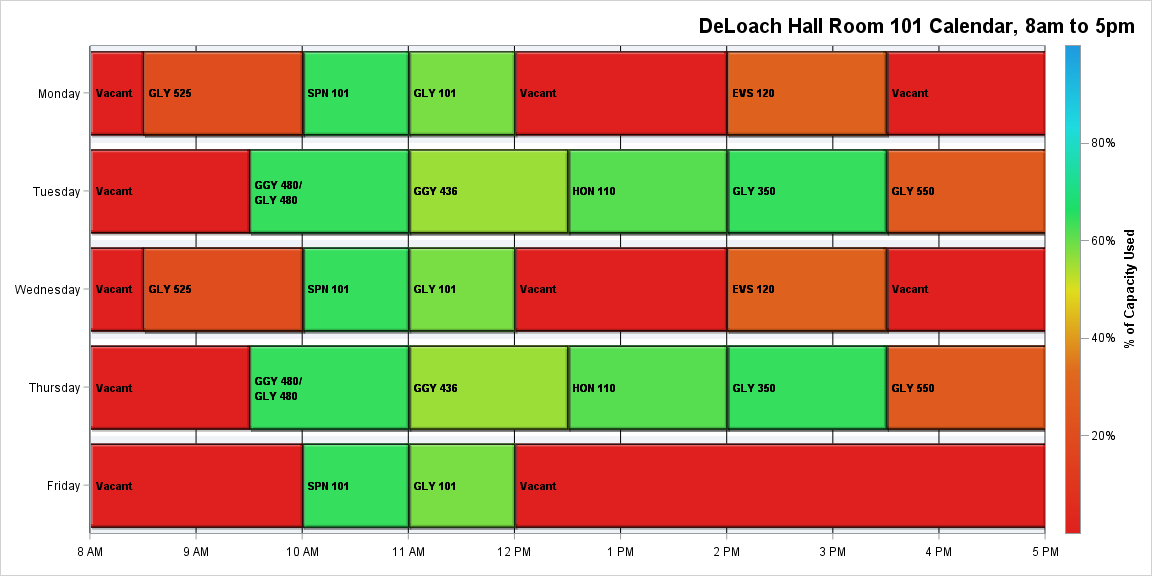 DeLoach Hall Room 101 Calendar, 8am to 5pm
Monday
Vacant
GLY 525
SPN 101
GLY 101
Vacant
EVS 120
Vacant
Tuesday
Vacant
GGY 480/
GLY 480
GGY 436
HON 110
GLY 350
GLY 550
Wednesday
Vacant
GLY 525
SPN 101
GLY 101
Vacant
EVS 120
Vacant
Thursday
Vacant
GGY 480/
GLY 480
GGY 436
HON 110
GLY 350
GLY 550
Friday
Vacant
SPN 101
GLY 101
Vacant
8 AM
9 AM
10 AM
11 AM
12 PM
1 PM
2 PM
3 PM
4 PM
5 PM
80%
60%
40%
20%
% of Capacity Used